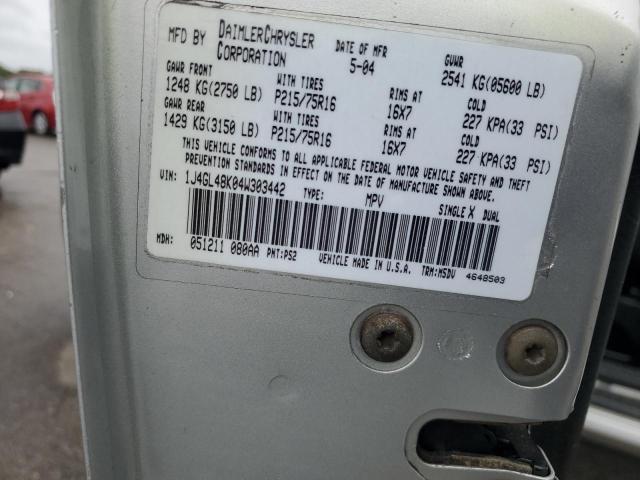 MFD BY DAIMLERCHRYSLER CORPORATION DATE OF MFR 5-04 GVWR 2541 KG(05600 LB)
GAWR FRONT WITH TIRES RIMS AT COLD
1248 KG(2750 LB) P215/75R16 16X7 227 KPA(33 PSI)
GAWR REAR WITH TIRES RIMS AT COLD
1429 KG(3150 LB) P215/75R16 16X7 227 KPA(33 PSI)
THIS VEHICLE CONFORMS TO ALL APPLICABLE FEDERAL MOTOR VEHICLE SAFETY AND THEFT
PREVENTION STANDARDS IN EFFECT ON THE DATE OF MANUFACTURE SHOWN ABOVE.
VIN: 1J4GL48K04W303442 TYPE: MPV SINGLE X DUAL
MDH: 051211 080AA PNT:PS2 VEHICLE MADE IN U.S.A. TRM:M5DV 4648503